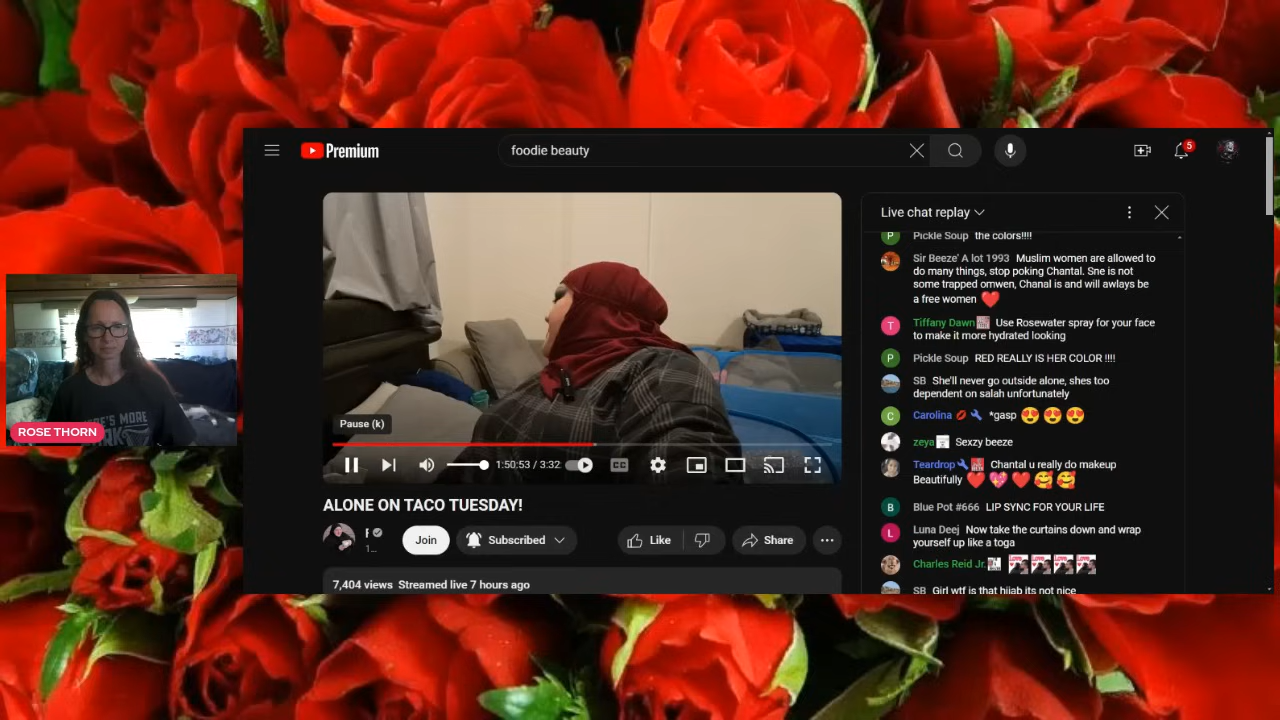 Premium
foodie beauty
5
Live chat replay
Pickle Soup the colors!!!!
Sir Beeze' A lot 1993 Muslim women are allowed to
do many things, stop poking Chantal. Sne is not
some trapped omwen, Chanal is and will awlays be
a free women
Tiffany Dawn Use Rosewater spray for your face
to make it more hydrated looking
Pickle Soup RED REALLY IS HER COLOR !!!!
SB She'll never go outside alone, shes too
dependent on salah unfortunately
Carolina *gasp
zeya Sexzy beeze
Teardrop Chantal u really do makeup
Beautifully
Blue Pot #666 LIP SYNC FOR YOUR LIFE
Luna Deej Now take the curtains down and wrap
yourself up like a toga
Charles Reid Jr.
SB Girl wtf is that hijab its not nice
Pause (k)
1:50:53 / 3:32
CC
ALONE ON TACO TUESDAY!
Join
Subscribed
Like
Share
7,404 views Streamed live 7 hours ago
ROSE THORN